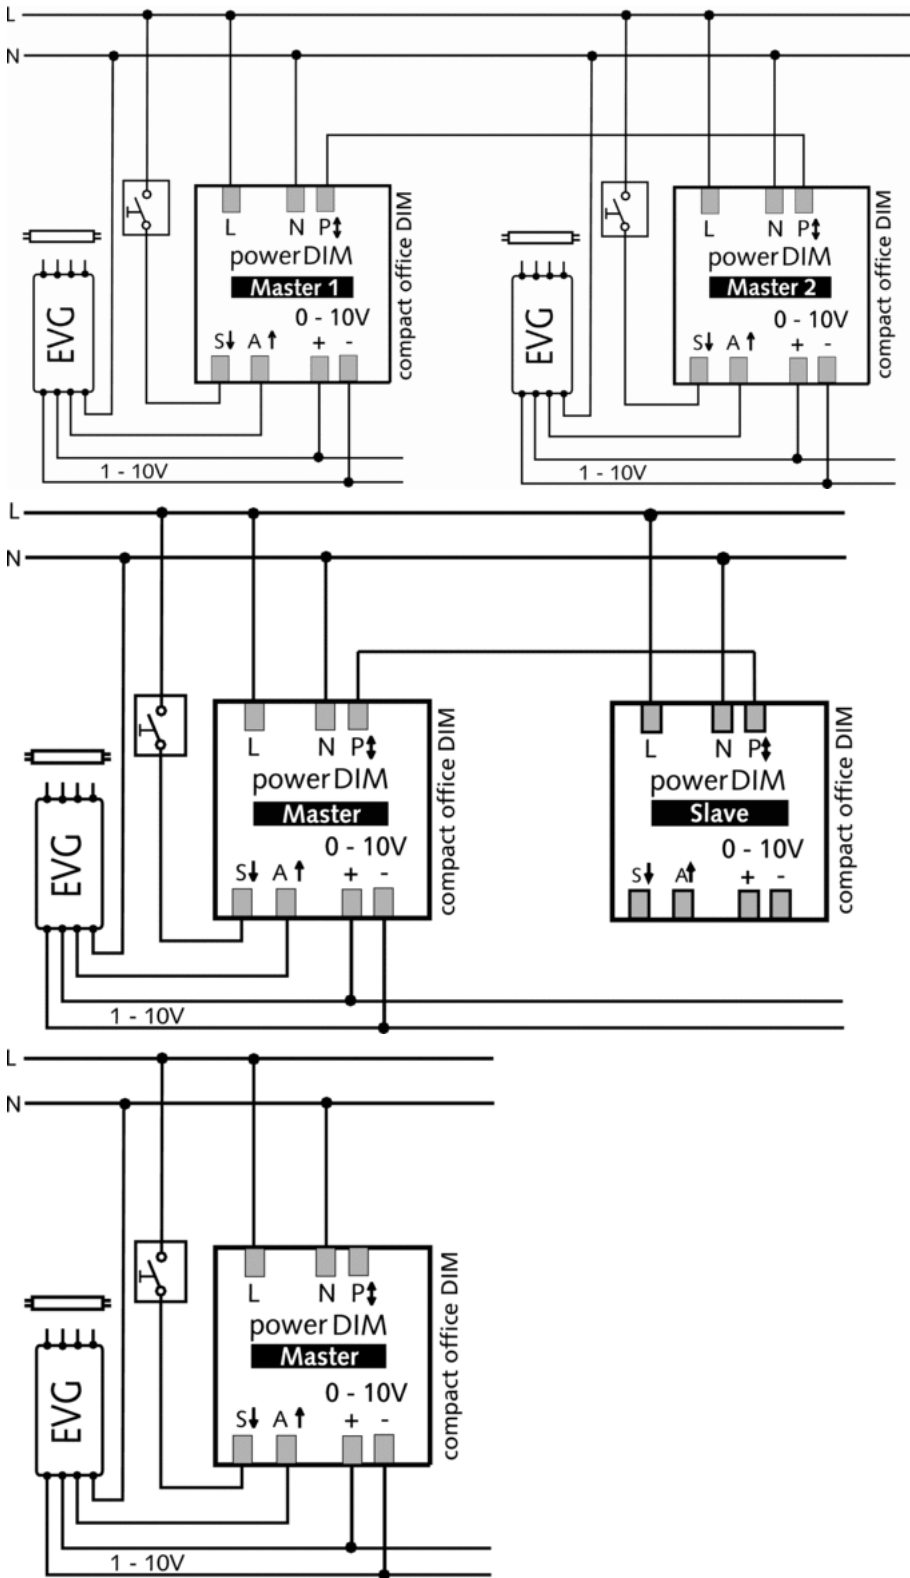 L
N
L N P↕ L N P↕
powerDIM powerDIM
Master 1 Master 2
0 - 10V 0 - 10V
S↓ A↑ + - S↓ A↑ + -
compact office DIM compact office DIM
EVG EVG
1 - 10V 1 - 10V
L
N
L N P↕ L N P↕
powerDIM powerDIM
Master Slave
0 - 10V 0 - 10V
S↓ A↑ + - S↓ A↑ + -
compact office DIM compact office DIM
EVG
1 - 10V
L
N
L N P↕
powerDIM
Master
0 - 10V
S↓ A↑ + -
compact office DIM
EVG
1 - 10V